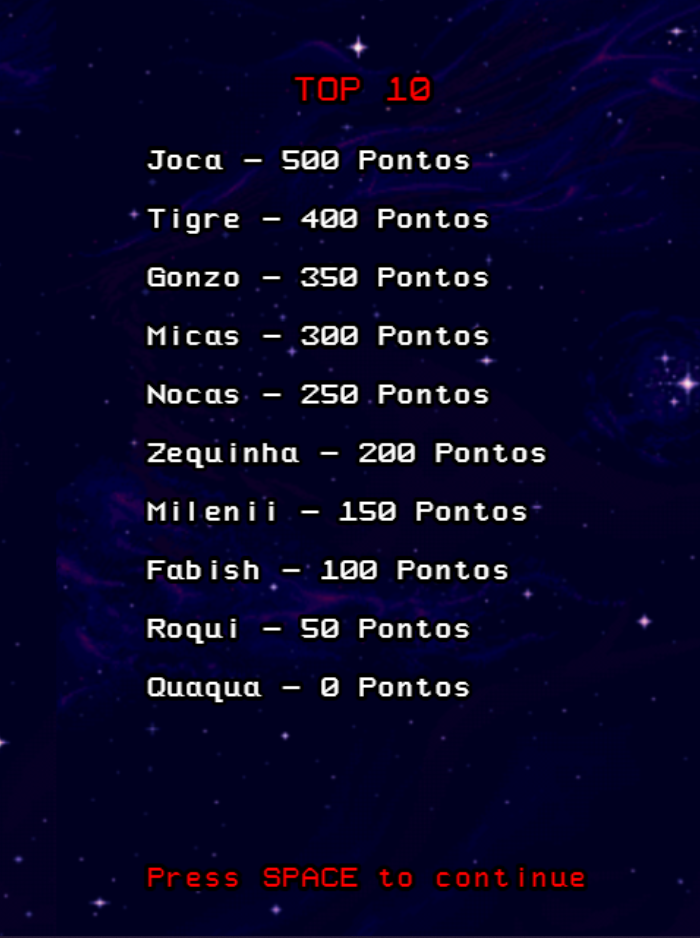 TOP 10
Joca – 500 Pontos
Tigre – 400 Pontos
Gonzo – 350 Pontos
Micas – 300 Pontos
Nocas – 250 Pontos
Zequinha – 200 Pontos
Milenii – 150 Pontos
Fabish – 100 Pontos
Roqui – 50 Pontos
Quaqua – 0 Pontos
Press SPACE to continue